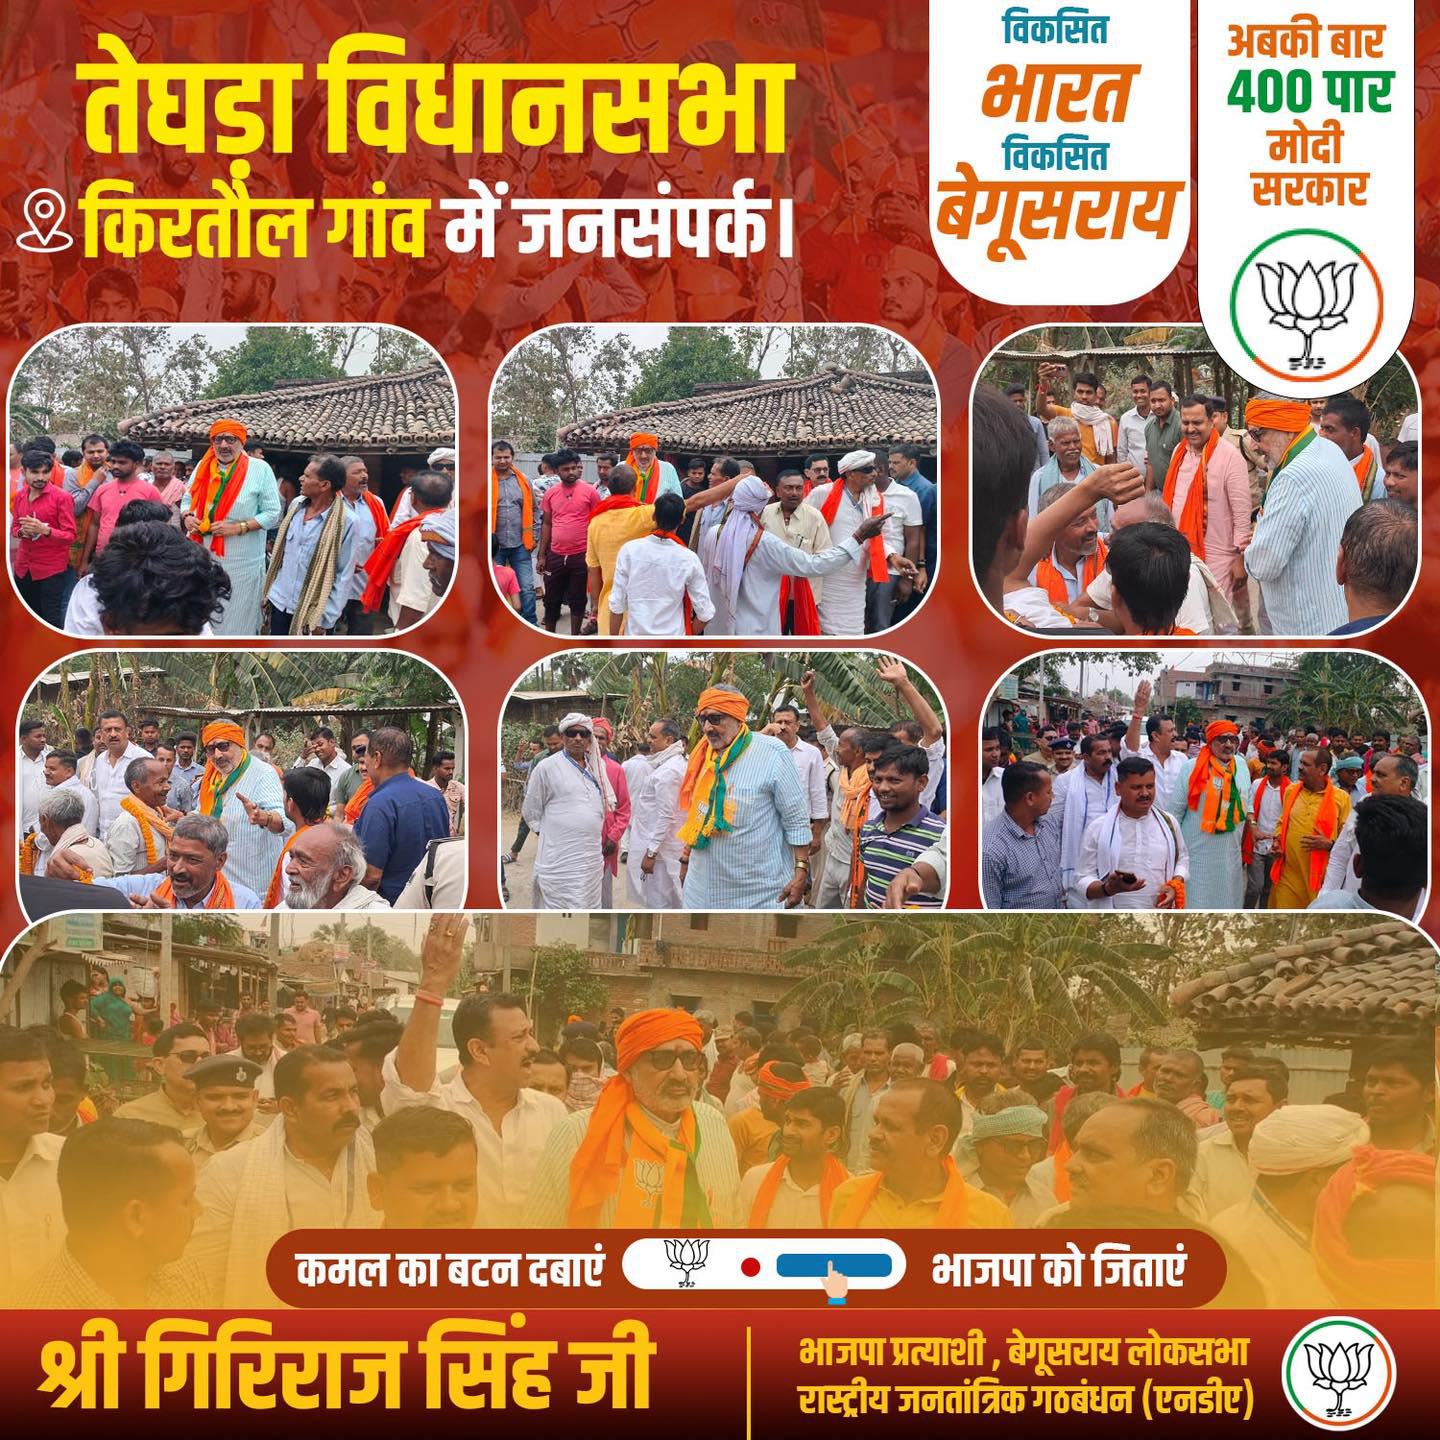 तेघड़ा विधानसभा
किरतौल गांव में जनसंपर्क।
विकसित
भारत
विकसित
बेगूसराय
अबकी बार
400 पार
मोदी
सरकार
कमल का बटन दबाएं
भाजपा को जिताएं
श्री गिरिराज सिंह जी
भाजपा प्रत्याशी , बेगूसराय लोकसभा
रास्ट्रीय जनतांत्रिक गठबंधन (एनडीए)